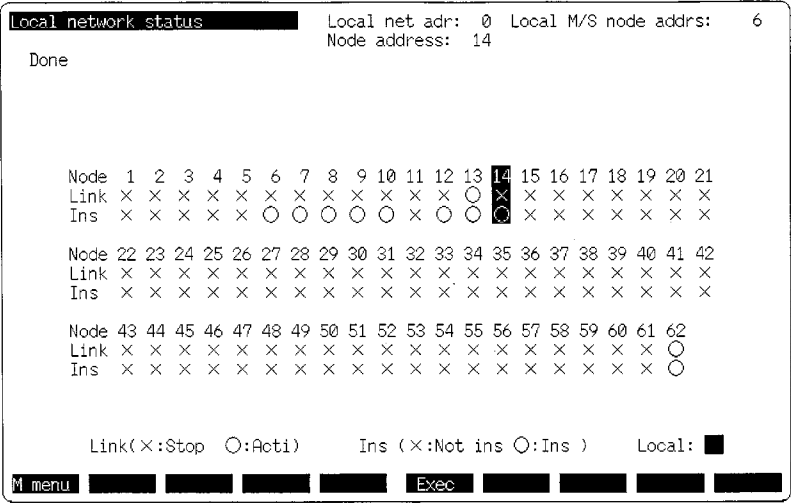 Local network status Local net adr: 0 Local M/S node addrs: 6
Node address: 14
Done
Node 1 2 3 4 5 6 7 8 9 10 11 12 13 14 15 16 17 18 19 20 21
Link × × × × × × × × × × × × ○ × × × × × × × ×
Ins × × × × × ○ ○ ○ ○ ○ × ○ ○ ○ × × × × × × ×
Node 22 23 24 25 26 27 28 29 30 31 32 33 34 35 36 37 38 39 40 41 42
Link × × × × × × × × × × × × × × × × × × × × ×
Ins × × × × × × × × × × × × × × × × × × × × ×
Node 43 44 45 46 47 48 49 50 51 52 53 54 55 56 57 58 59 60 61 62
Link × × × × × × × × × × × × × × × × × × × ○
Ins × × × × × × × × × × × × × × × × × × × ○
Link(×:Stop ○:Acti) Ins (×:Not ins ○:Ins ) Local: ■
M menu Exec